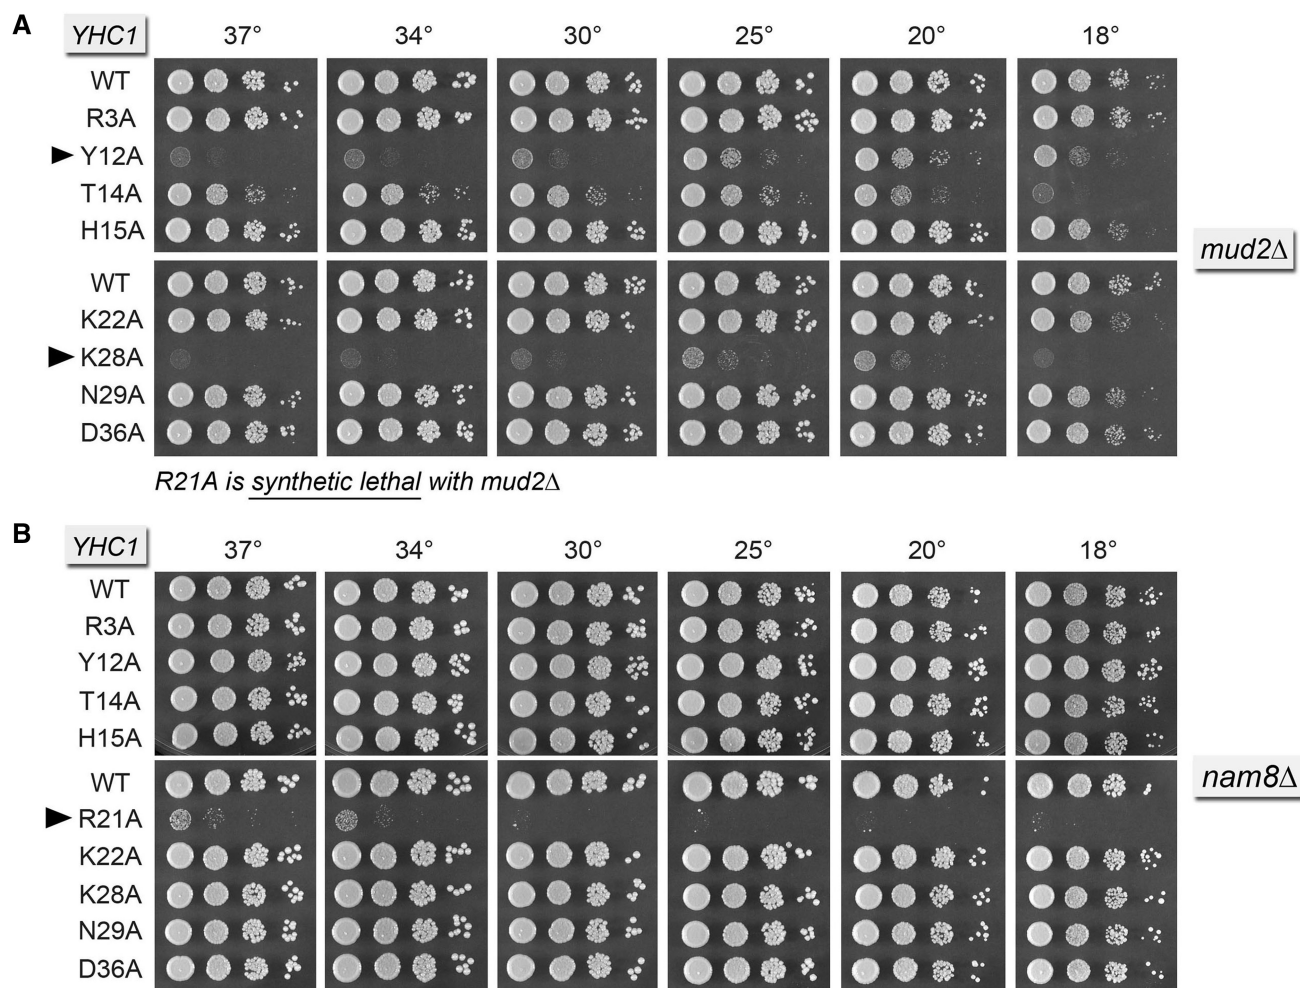 A
YHC1 37° 34° 30° 25° 20° 18°
WT
R3A
Y12A
T14A
H15A
mud2Δ
WT
K22A
K28A
N29A
D36A
R21A is synthetic lethal with mud2Δ
B
YHC1 37° 34° 30° 25° 20° 18°
WT
R3A
Y12A
T14A
H15A
nam8Δ
WT
R21A
K22A
K28A
N29A
D36A